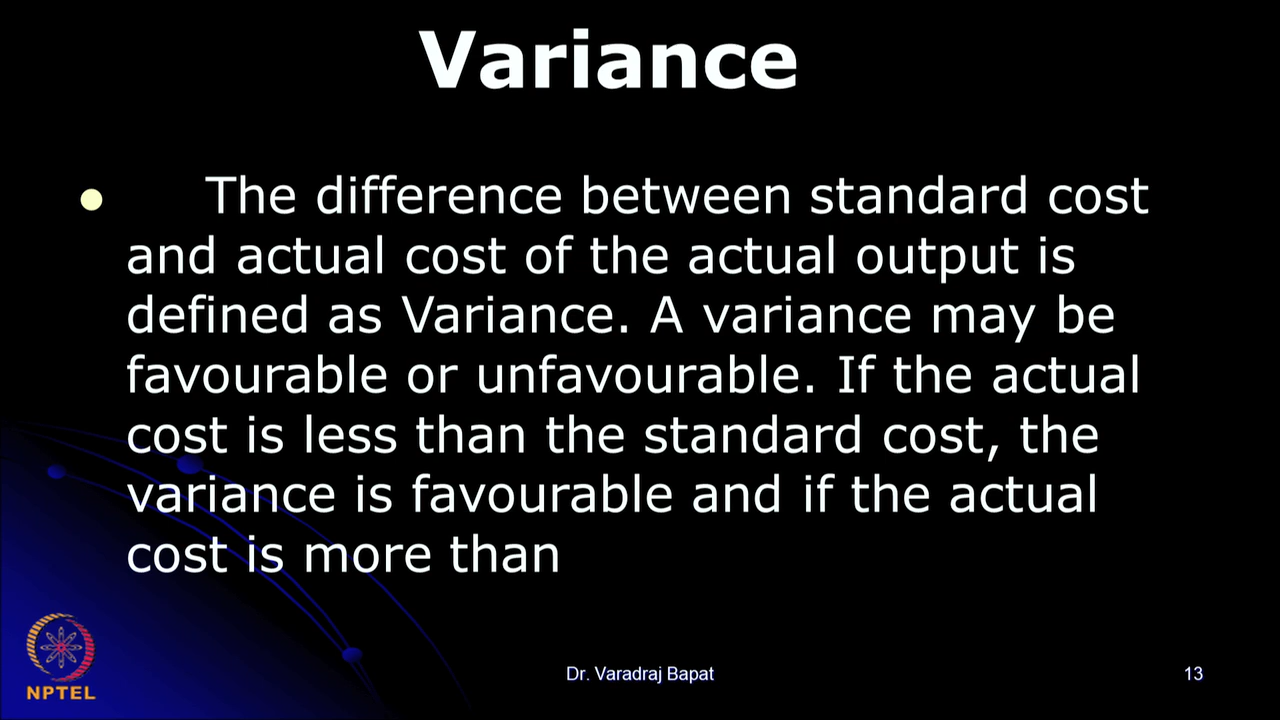 Variance
The difference between standard cost
and actual cost of the actual output is
defined as Variance. A variance may be
favourable or unfavourable. If the actual
cost is less than the standard cost, the
variance is favourable and if the actual
cost is more than
NPTEL
Dr. Varadraj Bapat
13